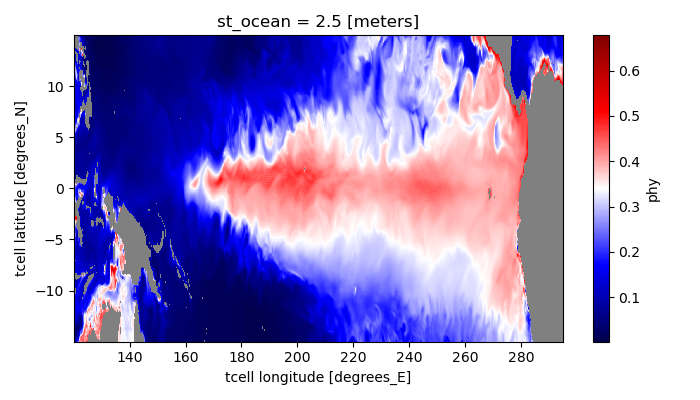 st_ocean = 2.5 [meters]
10
5
0
−5
−10
tcell latitude [degrees_N]
140 160 180 200 220 240 260 280
tcell longitude [degrees_E]
0.6
0.5
0.4
0.3
0.2
0.1
phy